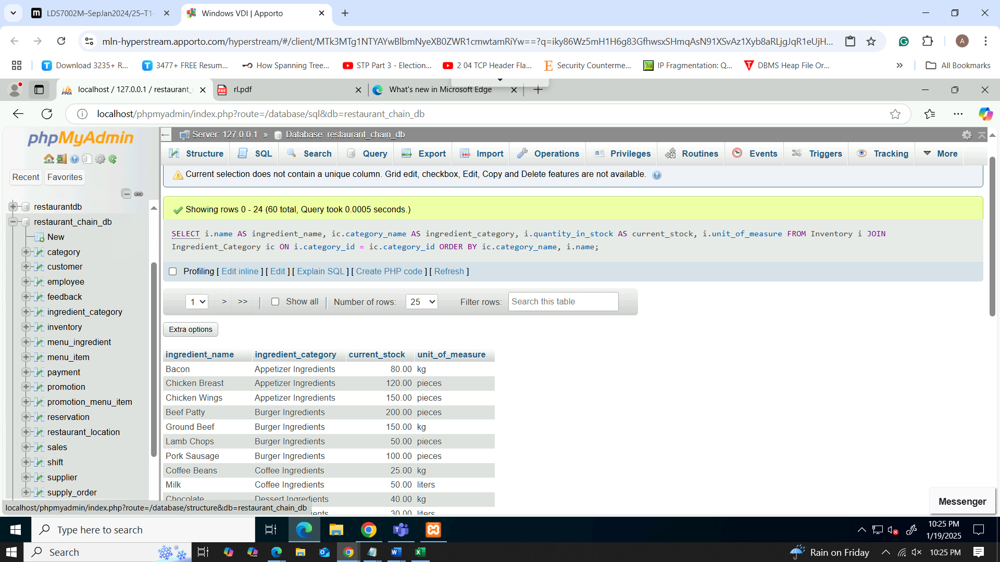 LDS7002M–SepJan2024/25–T1-
Windows VDI | Apporto
mln-hyperstream.apporto.com/hyperstream/#/client/MTk3MTg1NTYAYwBlbmNyeXB0ZWR1cmwtamRiYw==?q=iky86Wz5mH1H6g83GfhwsxSHmqAsN91XSvAz1Xyb8aRLjgJqR1eUjH...
A
Download 3235+ R...
3477+ FREE Resum...
How Spanning Tree...
STP Part 3 - Election...
2 04 TCP Header Fla...
Security Counterme...
IP Fragmentation: Q...
DBMS Heap File Or...
All Bookmarks
localhost / 127.0.0.1 / restaurant_c
rl.pdf
What's new in Microsoft Edge
localhost/phpmyadmin/index.php?route=/database/sql&db=restaurant_chain_db
phpMyAdmin
Recent
Favorites
restaurantdb
restaurant_chain_db
New
category
customer
employee
feedback
ingredient_category
inventory
menu_ingredient
menu_item
payment
promotion
promotion_menu_item
reservation
restaurant_location
sales
shift
supplier
supply_order
localhost/phpmyadmin/index.php?route=/database/structure&db=restaurant_chain_db
Server: 127.0.0.1 » Database: restaurant_chain_db
Structure SQL Search Query Export Import Operations Privileges Routines Events Triggers Tracking More
Current selection does not contain a unique column. Grid edit, checkbox, Edit, Copy and Delete features are not available.
Showing rows 0 - 24 (60 total, Query took 0.0005 seconds.)
SELECT i.name AS ingredient_name, ic.category_name AS ingredient_category, i.quantity_in_stock AS current_stock, i.unit_of_measure FROM Inventory i JOIN
Ingredient_Category ic ON i.category_id = ic.category_id ORDER BY ic.category_name, i.name;
Profiling [ Edit inline ] [ Edit ] [ Explain SQL ] [ Create PHP code ] [ Refresh ]
1 > >> | Show all | Number of rows: 25 Filter rows: Search this table
Extra options
ingredient_name ingredient_category current_stock unit_of_measure
Bacon Appetizer Ingredients 80.00 kg
Chicken Breast Appetizer Ingredients 120.00 pieces
Chicken Wings Appetizer Ingredients 150.00 pieces
Beef Patty Burger Ingredients 200.00 pieces
Ground Beef Burger Ingredients 150.00 kg
Lamb Chops Burger Ingredients 50.00 pieces
Pork Sausage Burger Ingredients 100.00 pieces
Coffee Beans Coffee Ingredients 25.00 kg
Milk Coffee Ingredients 50.00 liters
Chocolate Dessert Ingredients 40.00 kg
30.00 liters
Messenger
Type here to search
10:25 PM
1/19/2025
Search
Rain on Friday
10:25 PM